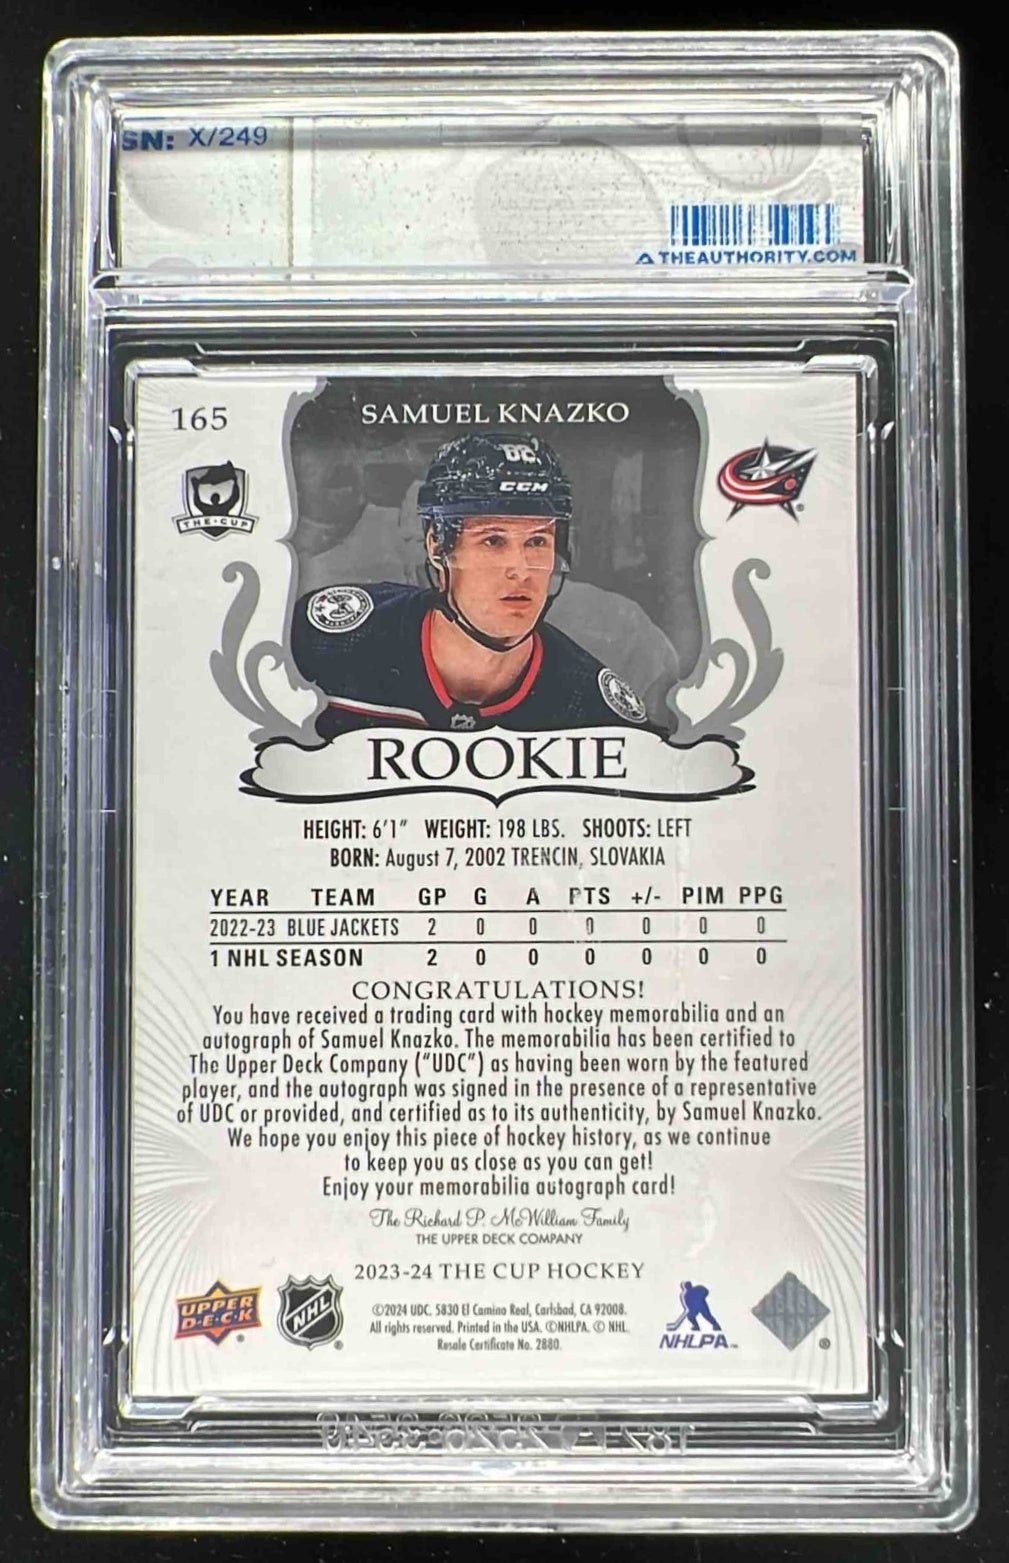 SN: X/249
ATHEAUTHORITY.COM
165
SAMUEL KNAZKO
THE·CUP
CCM
ROOKIE
HEIGHT: 6'1" WEIGHT: 198 LBS. SHOOTS: LEFT
BORN: August 7, 2002 TRENCIN, SLOVAKIA
YEAR TEAM GP G A PTS +/- PIM PPG
2022-23 BLUE JACKETS 2 0 0 0 0 0 0
1 NHL SEASON 2 0 0 0 0 0 0
CONGRATULATIONS!
You have received a trading card with hockey memorabilia and an
autograph of Samuel Knazko. The memorabilia has been certified to
The Upper Deck Company ("UDC") as having been worn by the featured
player, and the autograph was signed in the presence of a representative
of UDC or provided, and certified as to its authenticity, by Samuel Knazko.
We hope you enjoy this piece of hockey history, as we continue
to keep you as close as you can get!
Enjoy your memorabilia autograph card!
The Richard P. McWilliam Family
THE UPPER DECK COMPANY
2023-24 THE CUP HOCKEY
UPPER
D·E·C·K
NHL
©2024 UDC. 5830 El Camino Real, Carlsbad, CA 92008.
All rights reserved. Printed in the USA. ©NHLPA. © NHL.
Resale Certificate No. 2880.
NHLPA™